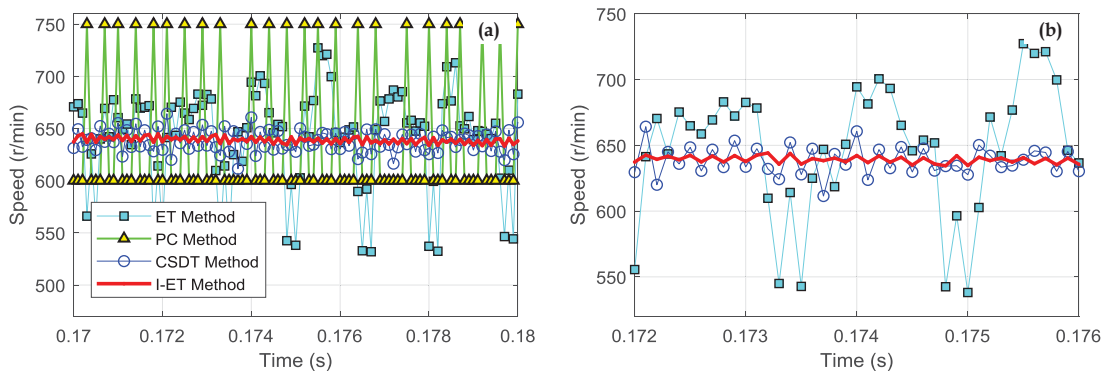 (a)
Speed (r/min)
750
700
650
600
550
500
ET Method
PC Method
CSDT Method
I-ET Method
0.17
0.172
0.174
0.176
0.178
0.18
Time (s)
(b)
Speed (r/min)
750
700
650
600
550
0.172
0.173
0.174
0.175
0.176
Time (s)